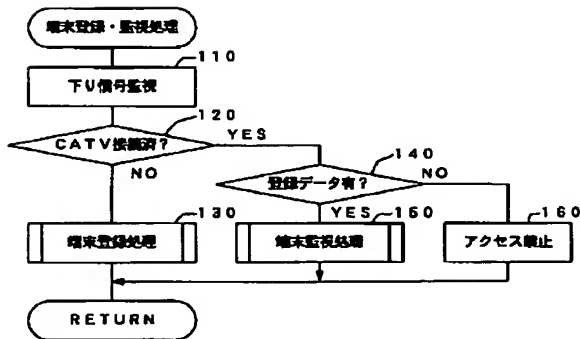 端末登録・監視処理
110
下り信号監視
120
CATV接続済?
YES
NO
140
登録データ有?
NO
YES
130
端末登録処理
150
端末監視処理
160
アクセス禁止
RETURN